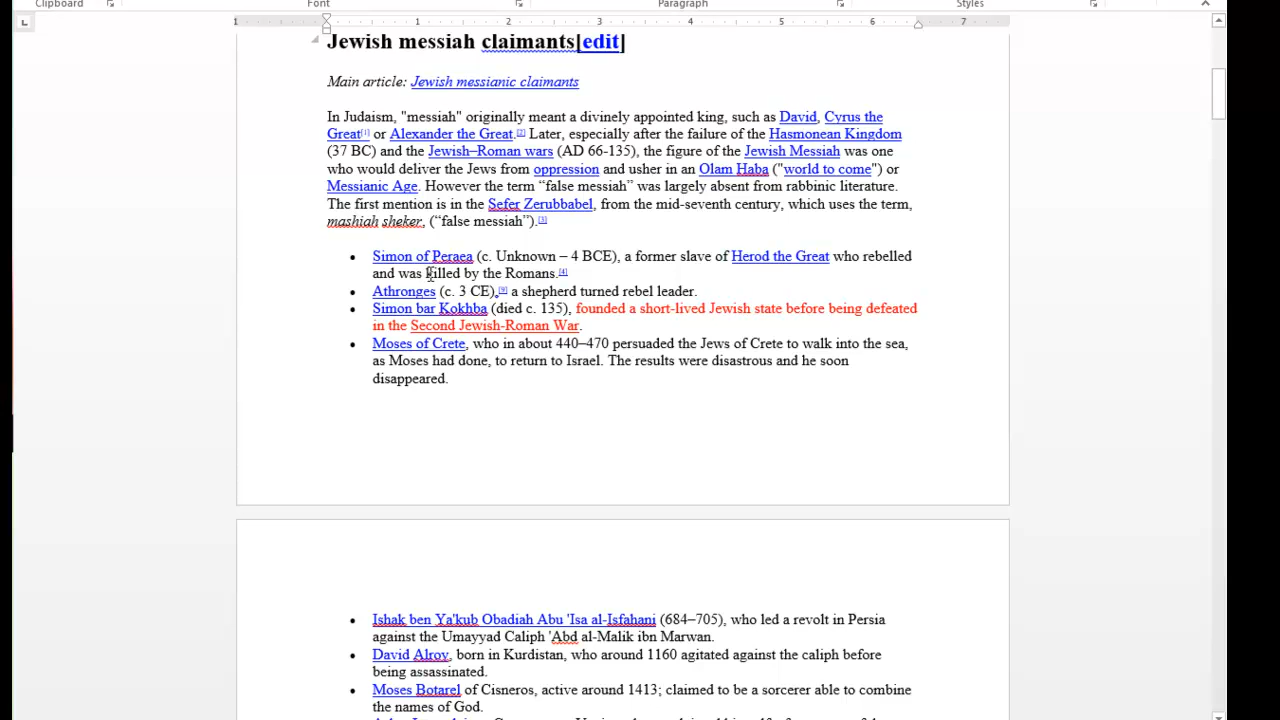 Clipboard Font Paragraph Styles
1 1 2 3 4 5 6 7
Jewish messiah claimants[edit]
Main article: Jewish messianic claimants
In Judaism, "messiah" originally meant a divinely appointed king, such as David, Cyrus the
Great[1] or Alexander the Great.[2] Later, especially after the failure of the Hasmonean Kingdom
(37 BC) and the Jewish–Roman wars (AD 66-135), the figure of the Jewish Messiah was one
who would deliver the Jews from oppression and usher in an Olam Haba ("world to come") or
Messianic Age. However the term “false messiah” was largely absent from rabbinic literature.
The first mention is in the Sefer Zerubbabel, from the mid-seventh century, which uses the term,
mashiah sheker, (“false messiah”).[3]
• Simon of Peraea (c. Unknown – 4 BCE), a former slave of Herod the Great who rebelled
and was killed by the Romans.[4]
• Athronges (c. 3 CE),[9] a shepherd turned rebel leader.
• Simon bar Kokhba (died c. 135), founded a short-lived Jewish state before being defeated
in the Second Jewish-Roman War.
• Moses of Crete, who in about 440–470 persuaded the Jews of Crete to walk into the sea,
as Moses had done, to return to Israel. The results were disastrous and he soon
disappeared.
• Ishak ben Ya'kub Obadiah Abu 'Isa al-Isfahani (684–705), who led a revolt in Persia
against the Umayyad Caliph 'Abd al-Malik ibn Marwan.
• David Alroy, born in Kurdistan, who around 1160 agitated against the caliph before
being assassinated.
• Moses Botarel of Cisneros, active around 1413; claimed to be a sorcerer able to combine
the names of God.